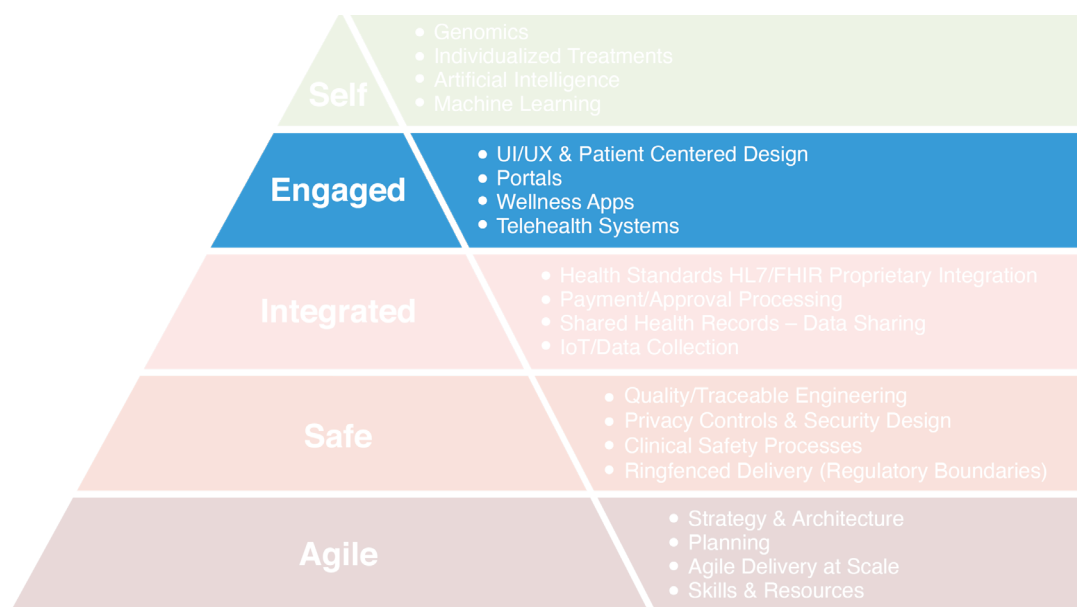 Self
• Genomics
• Individualized Treatments
• Artificial Intelligence
• Machine Learning
Engaged
• UI/UX & Patient Centered Design
• Portals
• Wellness Apps
• Telehealth Systems
Integrated
• Health Standards HL7/FHIR Proprietary Integration
• Payment/Approval Processing
• Shared Health Records – Data Sharing
• IoT/Data Collection
Safe
• Quality/Traceable Engineering
• Privacy Controls & Security Design
• Clinical Safety Processes
• Ringfenced Delivery (Regulatory Boundaries)
Agile
• Strategy & Architecture
• Planning
• Agile Delivery at Scale
• Skills & Resources